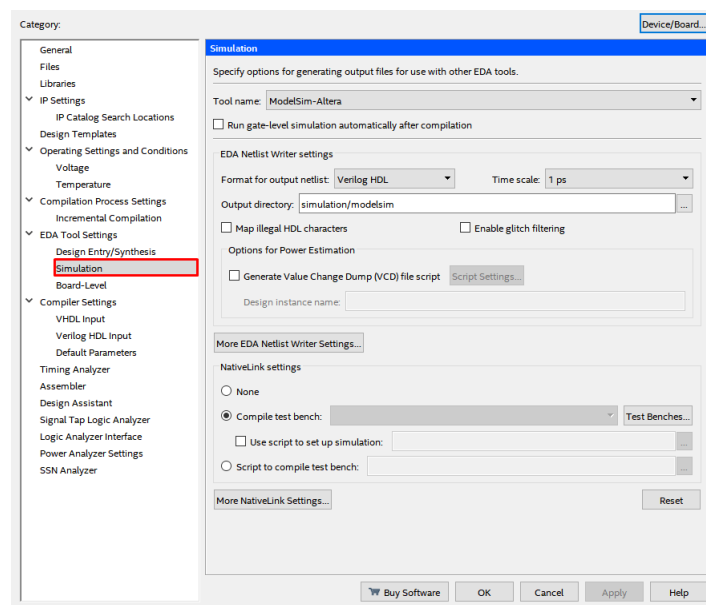 Category:
Device/Board...
General
Files
Libraries
IP Settings
IP Catalog Search Locations
Design Templates
Operating Settings and Conditions
Voltage
Temperature
Compilation Process Settings
Incremental Compilation
EDA Tool Settings
Design Entry/Synthesis
Simulation
Board-Level
Compiler Settings
VHDL Input
Verilog HDL Input
Default Parameters
Timing Analyzer
Assembler
Design Assistant
Signal Tap Logic Analyzer
Logic Analyzer Interface
Power Analyzer Settings
SSN Analyzer
Simulation
Specify options for generating output files for use with other EDA tools.
Tool name: ModelSim-Altera
Run gate-level simulation automatically after compilation
EDA Netlist Writer settings
Format for output netlist: Verilog HDL Time scale: 1 ps
Output directory: simulation/modelsim ...
Map illegal HDL characters Enable glitch filtering
Options for Power Estimation
Generate Value Change Dump (VCD) file script Script Settings...
Design instance name:
More EDA Netlist Writer Settings...
NativeLink settings
None
Compile test bench: Test Benches...
Use script to set up simulation: ...
Script to compile test bench: ...
More NativeLink Settings... Reset
Buy Software OK Cancel Apply Help